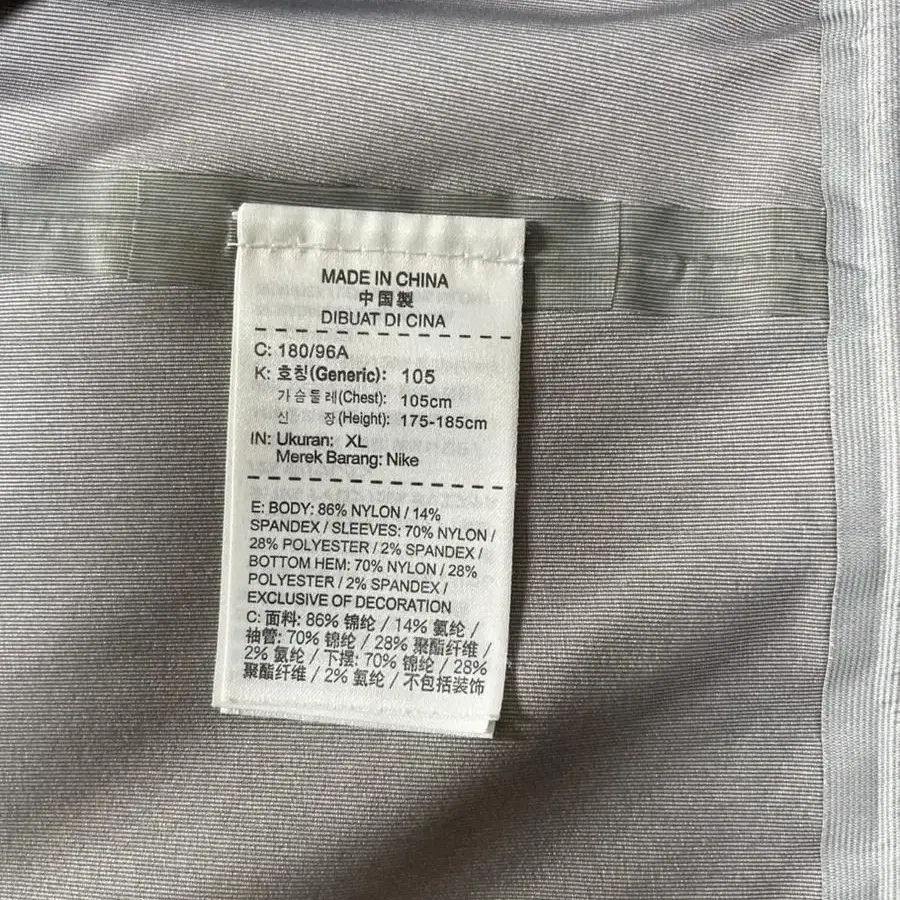 MADE IN CHINA
中国製
DIBUAT DI CINA
C: 180/96A
K: 호칭(Generic): 105
가슴둘레(Chest): 105cm
신 장(Height): 175-185cm
IN: Ukuran: XL
Merek Barang: Nike
E: BODY: 86% NYLON / 14%
SPANDEX / SLEEVES: 70% NYLON /
28% POLYESTER / 2% SPANDEX /
BOTTOM HEM: 70% NYLON / 28%
POLYESTER / 2% SPANDEX /
EXCLUSIVE OF DECORATION
C: 面料: 86% 锦纶 / 14% 氨纶 /
袖管: 70% 锦纶 / 28% 聚酯纤维 /
2% 氨纶 / 下摆: 70% 锦纶 / 28%
聚酯纤维 / 2% 氨纶 / 不包括装饰